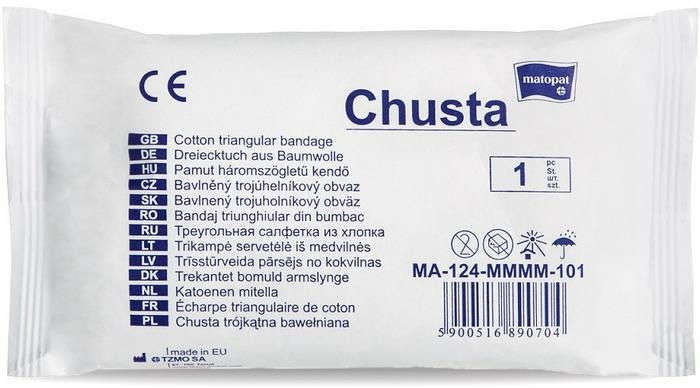 CE
matopat
Chusta
GB Cotton triangular bandage
DE Dreiecktuch aus Baumwolle
HU Pamut háromszögletű kendő
CZ Bavlněný trojúhelníkový obvaz
SK Bavlnený trojuholníkový obväz
RO Bandaj triunghiular din bumbac
RU Треугольная салфетка из хлопка
LT Trikampė servetėlė iš medvilnės
LV Trīsstūrveida pārsējs no kokvilnas
DK Trekantet bomuld armslynge
NL Katoenen mitella
FR Écharpe triangulaire de coton
PL Chusta trójkątna bawełniana
1
pc
St.
шт.
szt.
2
MA-124-MMMM-101
5900516890704
made in EU
TZMO SA